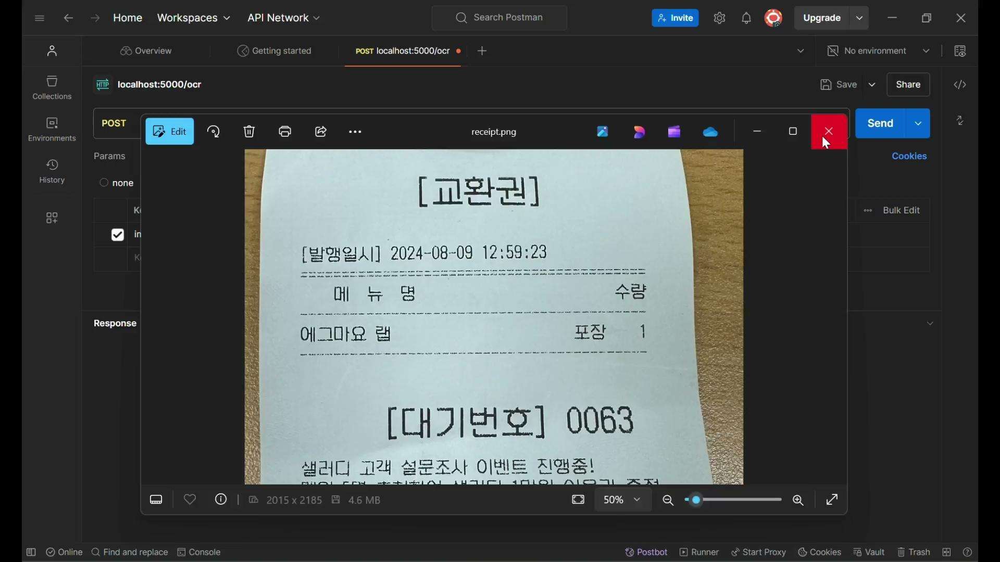 Home Workspaces API Network Search Postman Invite Upgrade
Overview Getting started POST localhost:5000/ocr No environment
HTTP localhost:5000/ocr Save Share
Collections
Environments
History
POST Send
Params Cookies
none
Bulk Edit
in
Response
Edit receipt.png
[교환권]
[발행일시] 2024-08-09 12:59:23
메 뉴 명 수량
에그마요 랩 포장 1
[대기번호] 0063
샐러디 고객 설문조사 이벤트 진행중!
2015 x 2185 4.6 MB 50%
Online Find and replace Console Postbot Runner Start Proxy Cookies Vault Trash